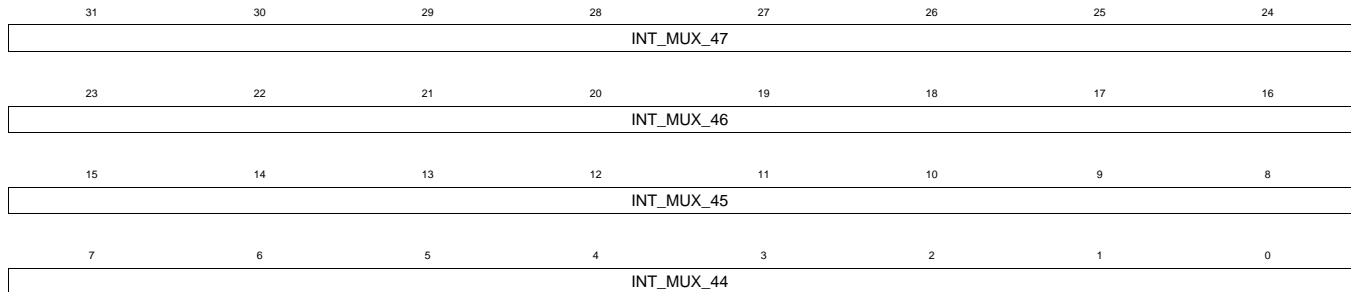 31 30 29 28 27 26 25 24
INT_MUX_47
23 22 21 20 19 18 17 16
INT_MUX_46
15 14 13 12 11 10 9 8
INT_MUX_45
7 6 5 4 3 2 1 0
INT_MUX_44